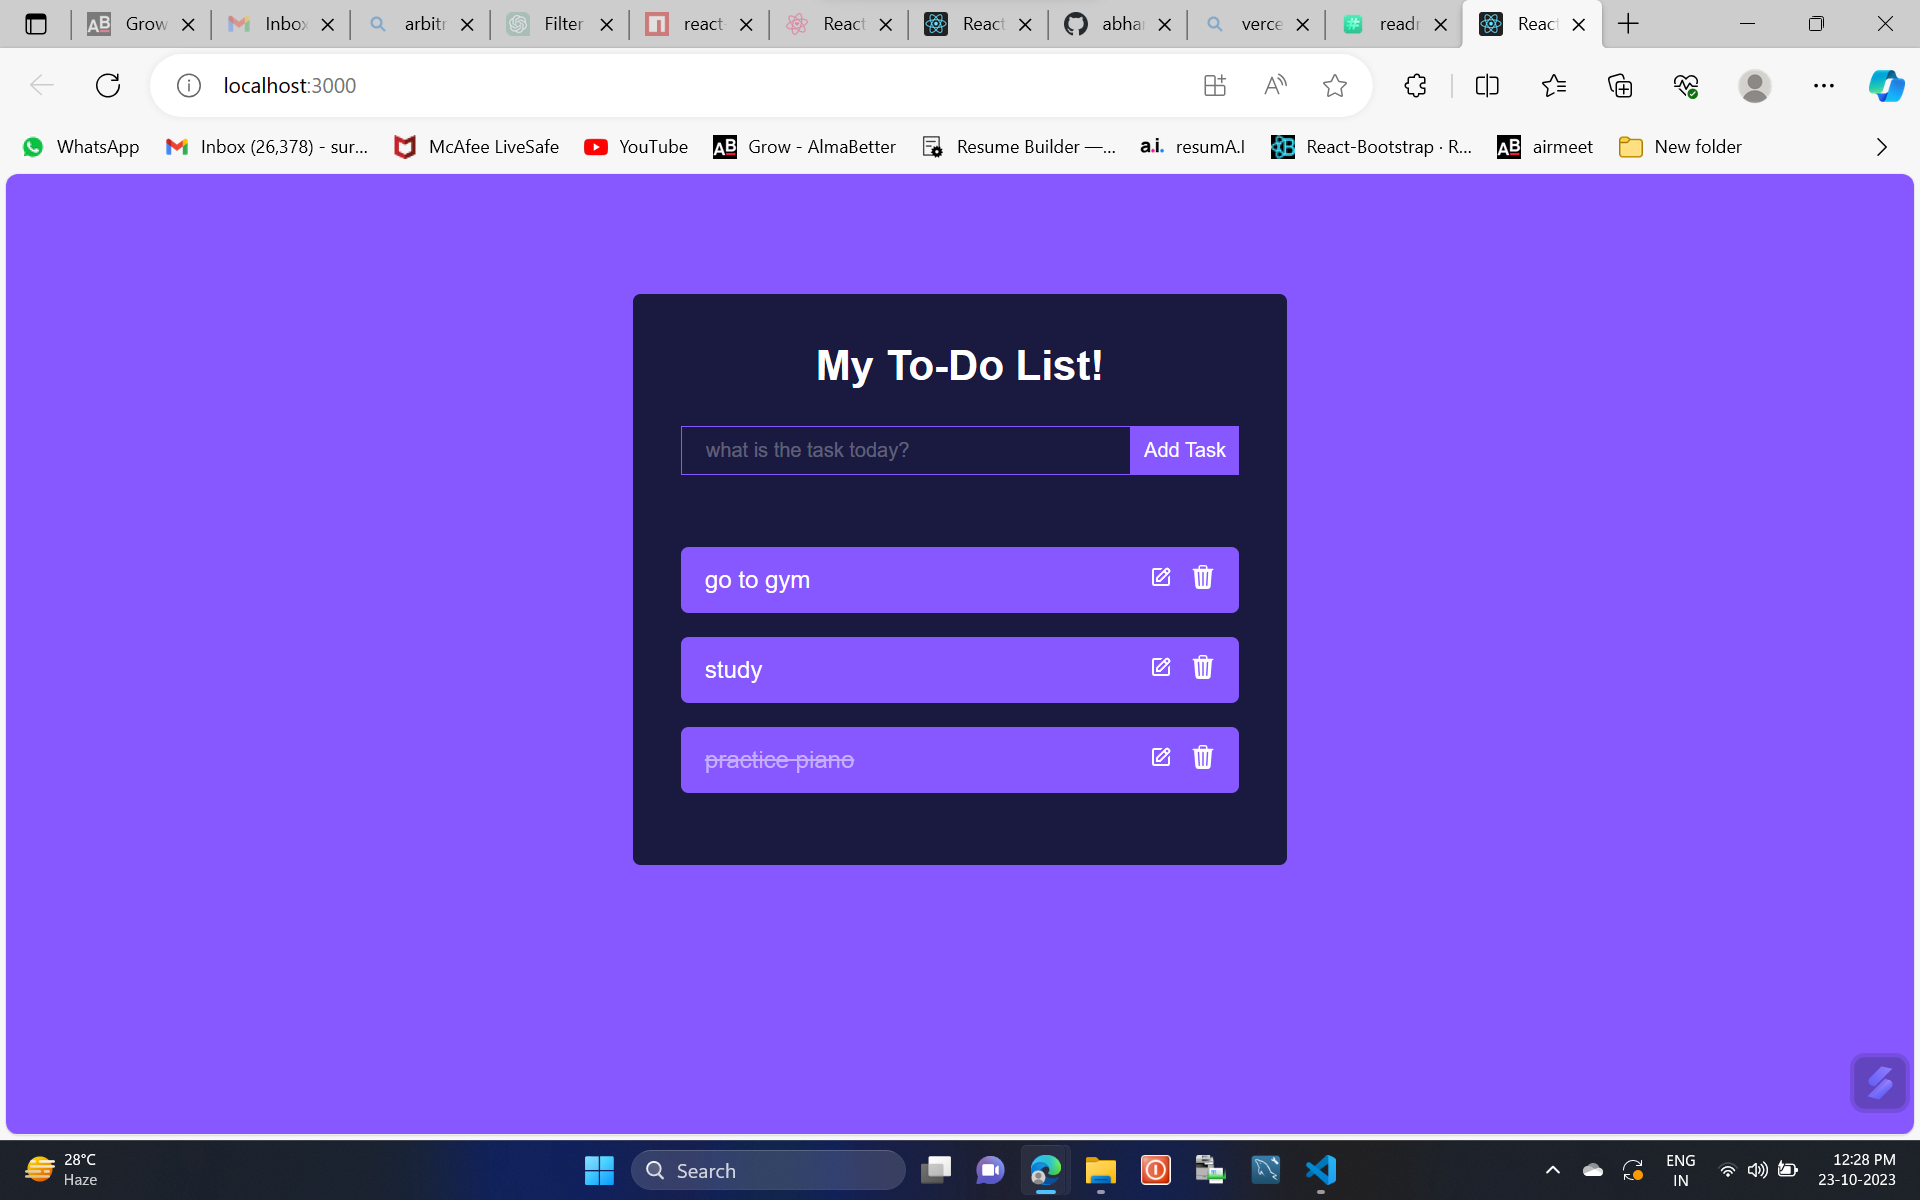 Grow
Inbox
arbitr
Filter
react-
React
React
abhar
verce
readr
React
localhost:3000
WhatsApp
Inbox (26,378) - sur...
McAfee LiveSafe
YouTube
AB Grow - AlmaBetter
Resume Builder —...
a.i. resumA.I
React-Bootstrap · R...
AB airmeet
New folder
My To-Do List!
what is the task today?
Add Task
go to gym
study
practice piano
28°C
Haze
Search
ENG
IN
12:28 PM
23-10-2023